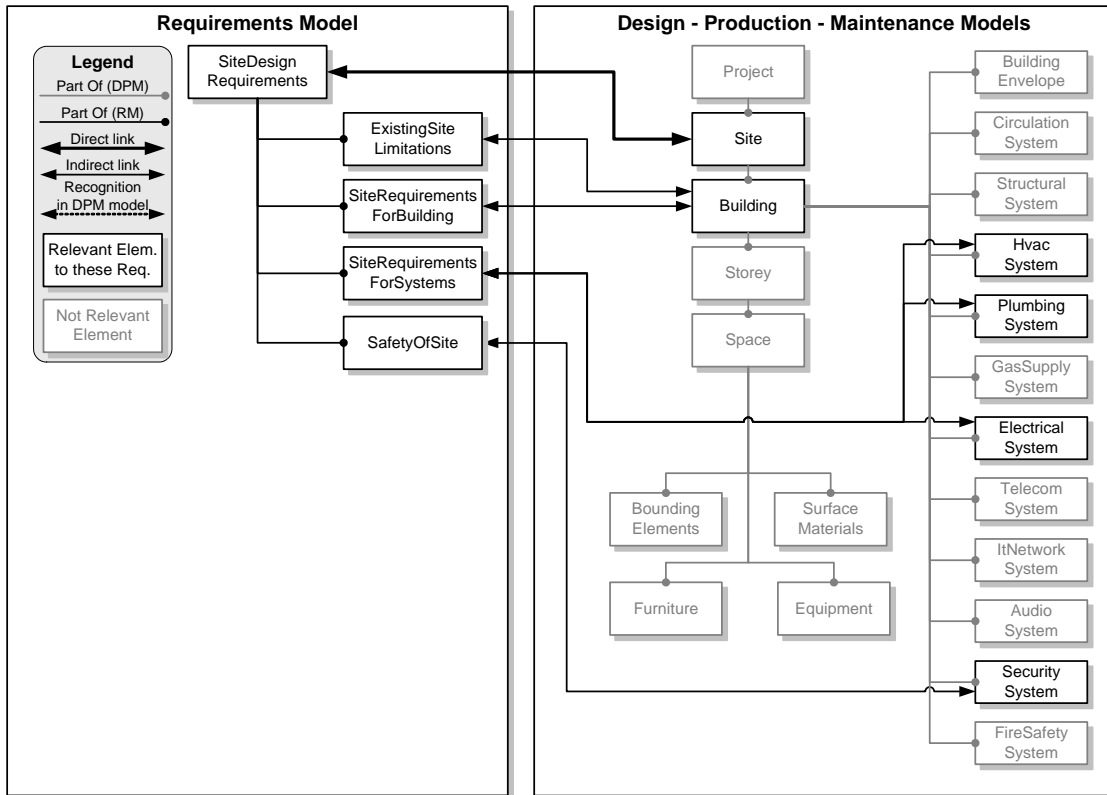 Requirements Model
Legend
Part Of (DPM)
Part Of (RM)
Direct link
Indirect link
Recognition
in DPM model
Relevant Elem.
to these Req.
Not Relevant
Element
SiteDesign
Requirements
ExistingSite
Limitations
SiteRequirements
ForBuilding
SiteRequirements
ForSystems
SafetyOfSite
Design - Production - Maintenance Models
Project
Site
Building
Storey
Space
Bounding
Elements
Surface
Materials
Furniture
Equipment
Building
Envelope
Circulation
System
Structural
System
Hvac
System
Plumbing
System
GasSupply
System
Electrical
System
Telecom
System
ItNetwork
System
Audio
System
Security
System
FireSafety
System